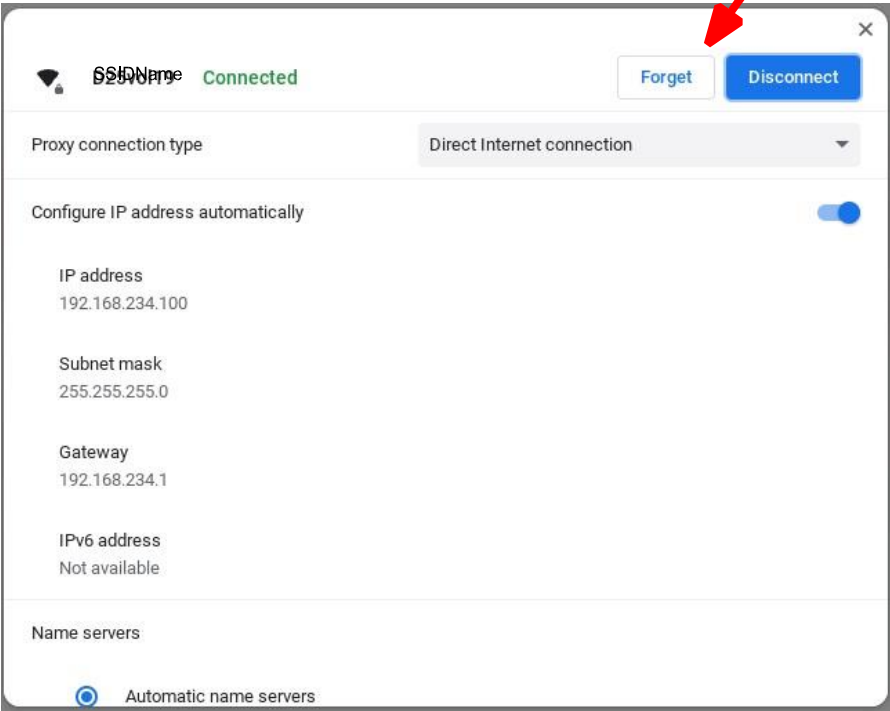 SSIDName Connected Forget Disconnect
Proxy connection type Direct Internet connection
Configure IP address automatically
IP address
192.168.234.100
Subnet mask
255.255.255.0
Gateway
192.168.234.1
IPv6 address
Not available
Name servers
Automatic name servers